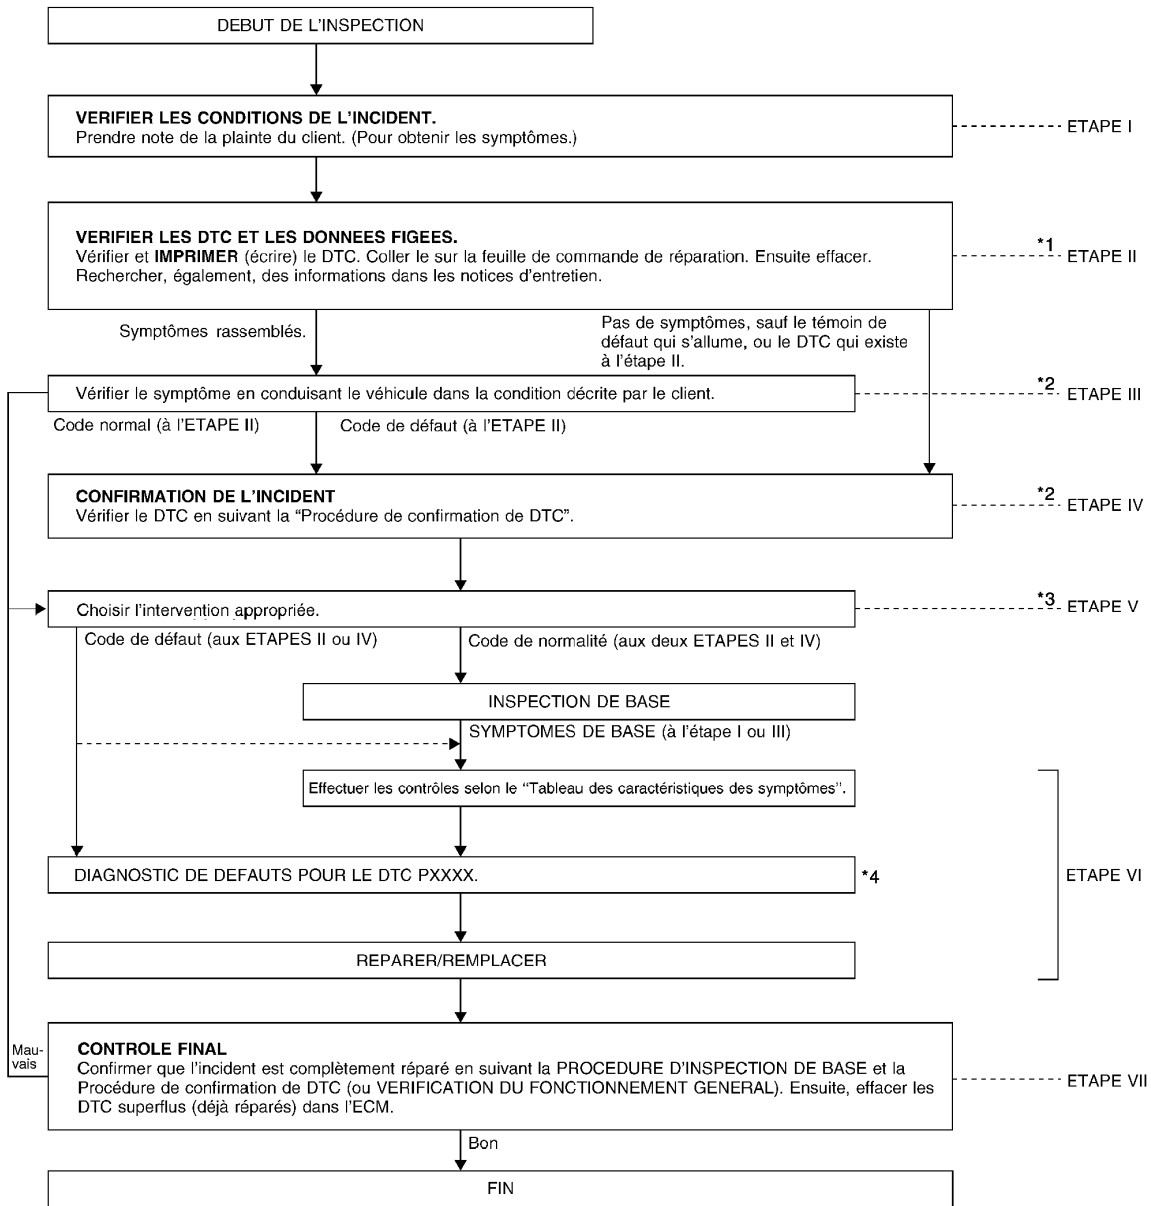 DEBUT DE L'INSPECTION
VERIFIER LES CONDITIONS DE L'INCIDENT.
Prendre note de la plainte du client. (Pour obtenir les symptômes.)
ETAPE I
VERIFIER LES DTC ET LES DONNEES FIGEES.
Vérifier et IMPRIMER (écrire) le DTC. Coller le sur la feuille de commande de réparation. Ensuite effacer.
Rechercher, également, des informations dans les notices d'entretien.
*1
ETAPE II
Symptômes rassemblés.
Pas de symptômes, sauf le témoin de
défaut qui s'allume, ou le DTC qui existe
à l'étape II.
Vérifier le symptôme en conduisant le véhicule dans la condition décrite par le client.
*2
ETAPE III
Code normal (à l'ETAPE II)
Code de défaut (à l'ETAPE II)
CONFIRMATION DE L'INCIDENT
Vérifier le DTC en suivant la “Procédure de confirmation de DTC”.
*2
ETAPE IV
Choisir l'intervention appropriée.
*3
ETAPE V
Code de défaut (aux ETAPES II ou IV)
Code de normalité (aux deux ETAPES II et IV)
INSPECTION DE BASE
SYMPTOMES DE BASE (à l'étape I ou III)
Effectuer les contrôles selon le “Tableau des caractéristiques des symptômes”.
DIAGNOSTIC DE DEFAUTS POUR LE DTC PXXXX.
*4
ETAPE VI
REPARER/REMPLACER
Mau-
vais
CONTROLE FINAL
Confirmer que l'incident est complètement réparé en suivant la PROCEDURE D'INSPECTION DE BASE et la
Procédure de confirmation de DTC (ou VERIFICATION DU FONCTIONNEMENT GENERAL). Ensuite, effacer les
DTC superflus (déjà réparés) dans l'ECM.
ETAPE VII
Bon
FIN